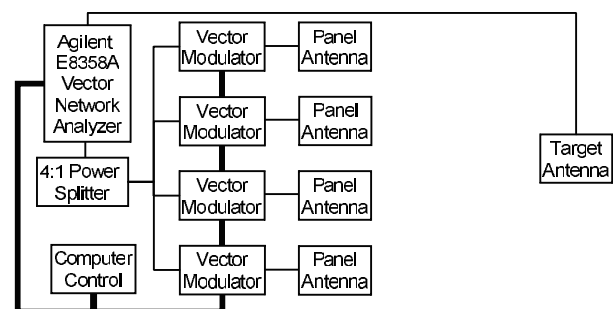 Agilent
E8358A
Vector
Network
Analyzer
4:1 Power
Splitter
Computer
Control
Vector
Modulator
Panel
Antenna
Vector
Modulator
Panel
Antenna
Vector
Modulator
Panel
Antenna
Vector
Modulator
Panel
Antenna
Target
Antenna